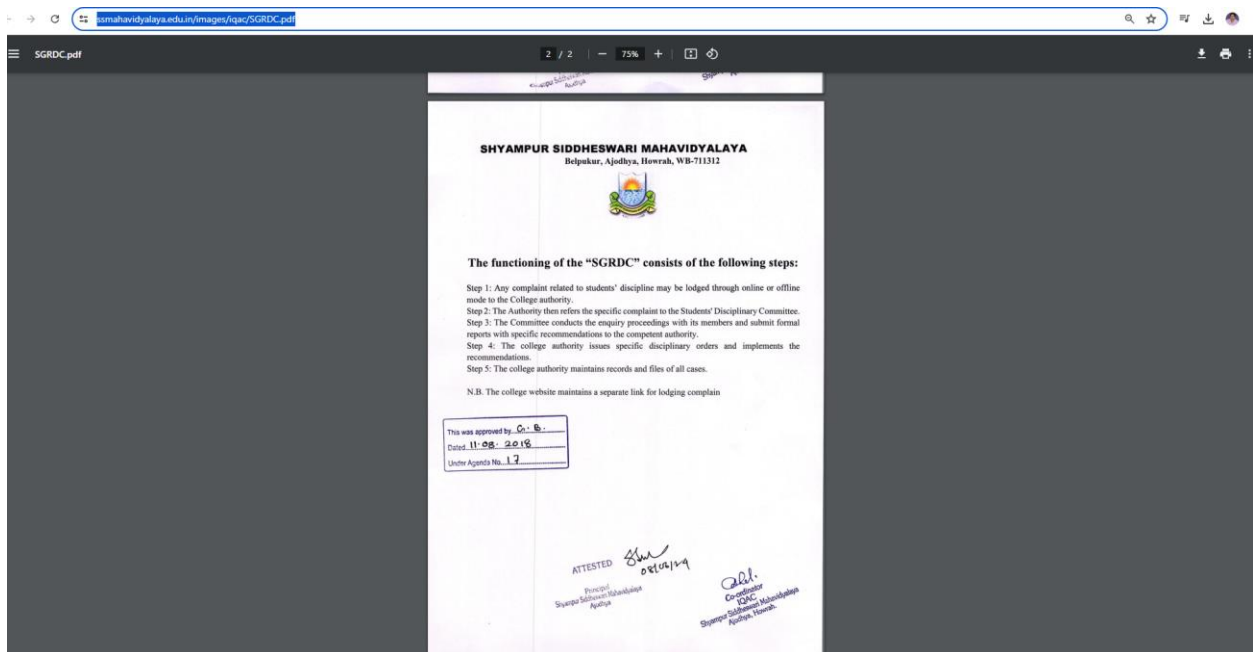 ssmahavidyalaya.edu.in/images/iqac/SGRDC.pdf
SGRDC.pdf
2 / 2
75%
Ajodhya
SHYAMPUR SIDDHESWARI MAHAVIDYALAYA
Belpukur, Ajodhya, Howrah, WB-711312
The functioning of the “SGRDC” consists of the following steps:
Step 1: Any complaint related to students’ discipline may be lodged through online or offline
mode to the College authority.
Step 2: The Authority then refers the specific complaint to the Students' Disciplinary Committee.
Step 3: The Committee conducts the enquiry proceedings with its members and submit formal
reports with specific recommendations to the competent authority.
Step 4: The college authority issues specific disciplinary orders and implements the
recommendations.
Step 5: The college authority maintains records and files of all cases.
N.B. The college website maintains a separate link for lodging complain
This was approved by G. B.
Dated 11.08.2018
Under Agenda No. 17
ATTESTED
Principal
Shyampur Siddheswari Mahavidyalaya
Ajodhya
Co-ordinator
IQAC
Shyampur Siddheswari Mahavidyalaya
Ajodhya, Howrah.